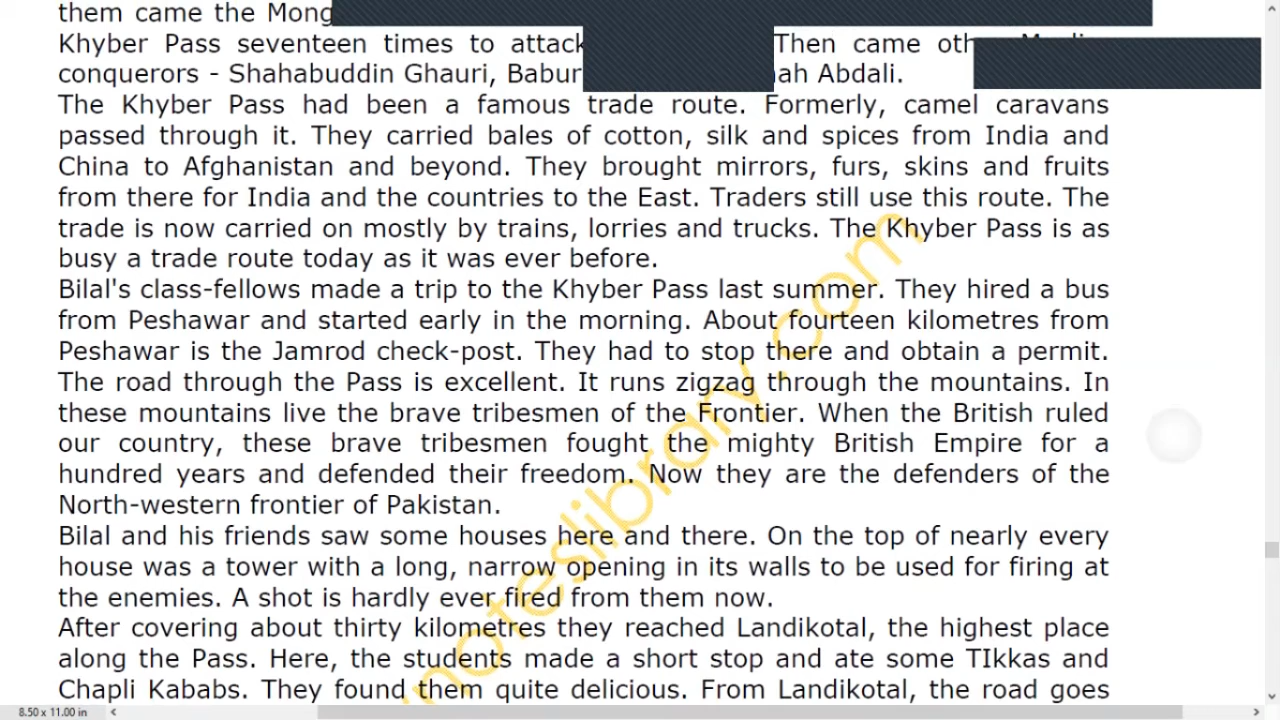 them came the Mong
Khyber Pass seventeen times to attack Then came oth
conquerors - Shahabuddin Ghauri, Babur ah Abdali.
The Khyber Pass had been a famous trade route. Formerly, camel caravans
passed through it. They carried bales of cotton, silk and spices from India and
China to Afghanistan and beyond. They brought mirrors, furs, skins and fruits
from there for India and the countries to the East. Traders still use this route. The
trade is now carried on mostly by trains, lorries and trucks. The Khyber Pass is as
busy a trade route today as it was ever before.
Bilal's class-fellows made a trip to the Khyber Pass last summer. They hired a bus
from Peshawar and started early in the morning. About fourteen kilometres from
Peshawar is the Jamrod check-post. They had to stop there and obtain a permit.
The road through the Pass is excellent. It runs zigzag through the mountains. In
these mountains live the brave tribesmen of the Frontier. When the British ruled
our country, these brave tribesmen fought the mighty British Empire for a
hundred years and defended their freedom. Now they are the defenders of the
North-western frontier of Pakistan.
Bilal and his friends saw some houses here and there. On the top of nearly every
house was a tower with a long, narrow opening in its walls to be used for firing at
the enemies. A shot is hardly ever fired from them now.
After covering about thirty kilometres they reached Landikotal, the highest place
along the Pass. Here, the students made a short stop and ate some TIkkas and
Chapli Kababs. They found them quite delicious. From Landikotal, the road goes
noteslibrary.com
8.50 x 11.00 in